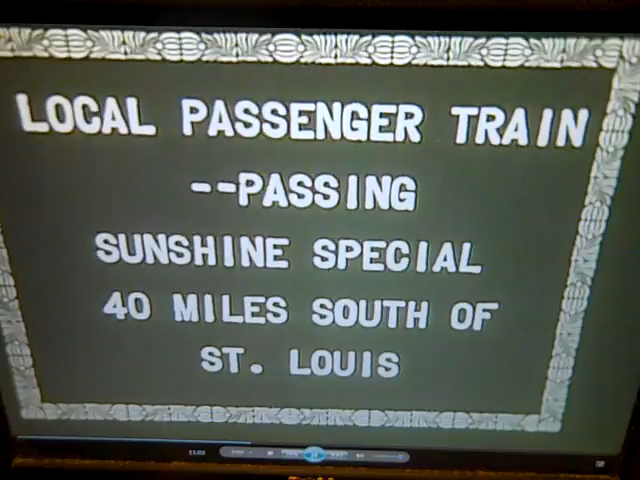 LOCAL PASSENGER TRAIN
--PASSING
SUNSHINE SPECIAL
40 MILES SOUTH OF
ST. LOUIS